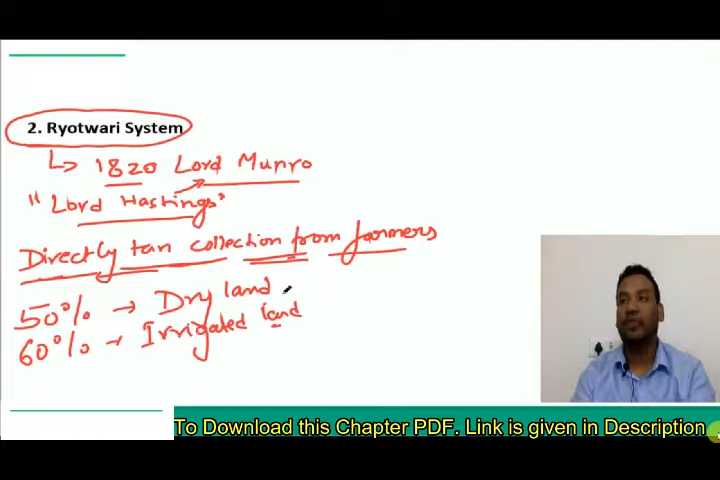 2. Ryotwari System
↳ 1820 Lord Munro
"Lord Hastings"
Directly tan collection from farmers
50% → Dry land
60% → Irrigated land
To Download this Chapter PDF. Link is given in Description